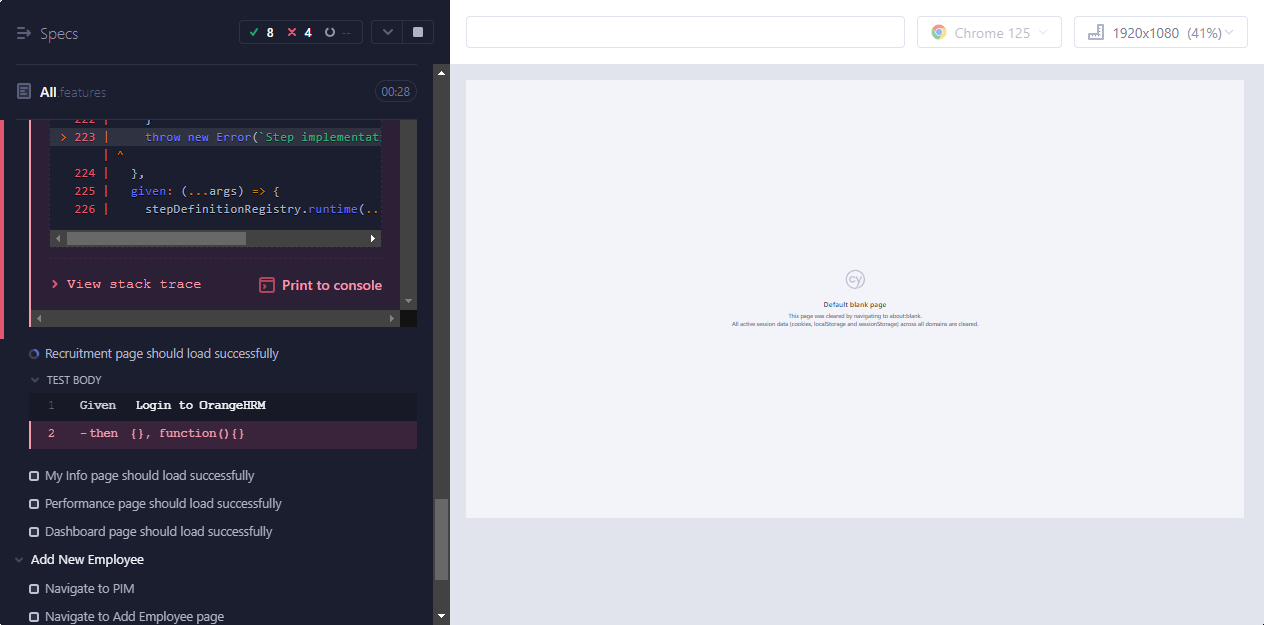 Specs
8
4
--
Chrome 125
1920x1080 (41%)
All.features
00:28
222 | }
> 223 | throw new Error(`Step implementati
| ^
224 | },
225 | given: (...args) => {
226 | stepDefinitionRegistry.runtime(..
View stack trace
Print to console
Recruitment page should load successfully
TEST BODY
1 Given Login to OrangeHRM
2 -then {}, function(){}
My Info page should load successfully
Performance page should load successfully
Dashboard page should load successfully
Add New Employee
Navigate to PIM
Navigate to Add Employee page
cy
Default blank page
This page was cleared by navigating to about:blank.
All active session data (cookies, localStorage and sessionStorage) across all domains are cleared.